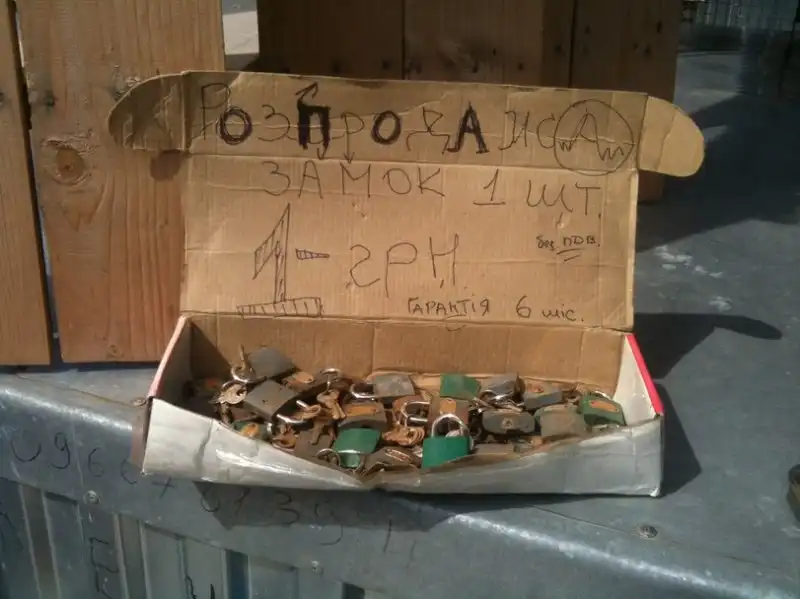 РОЗПРОДАЖА
ЗАМОК 1 ШТ.
без ПДВ.
1- ГРН
ГАРАНТІЯ 6 міс.